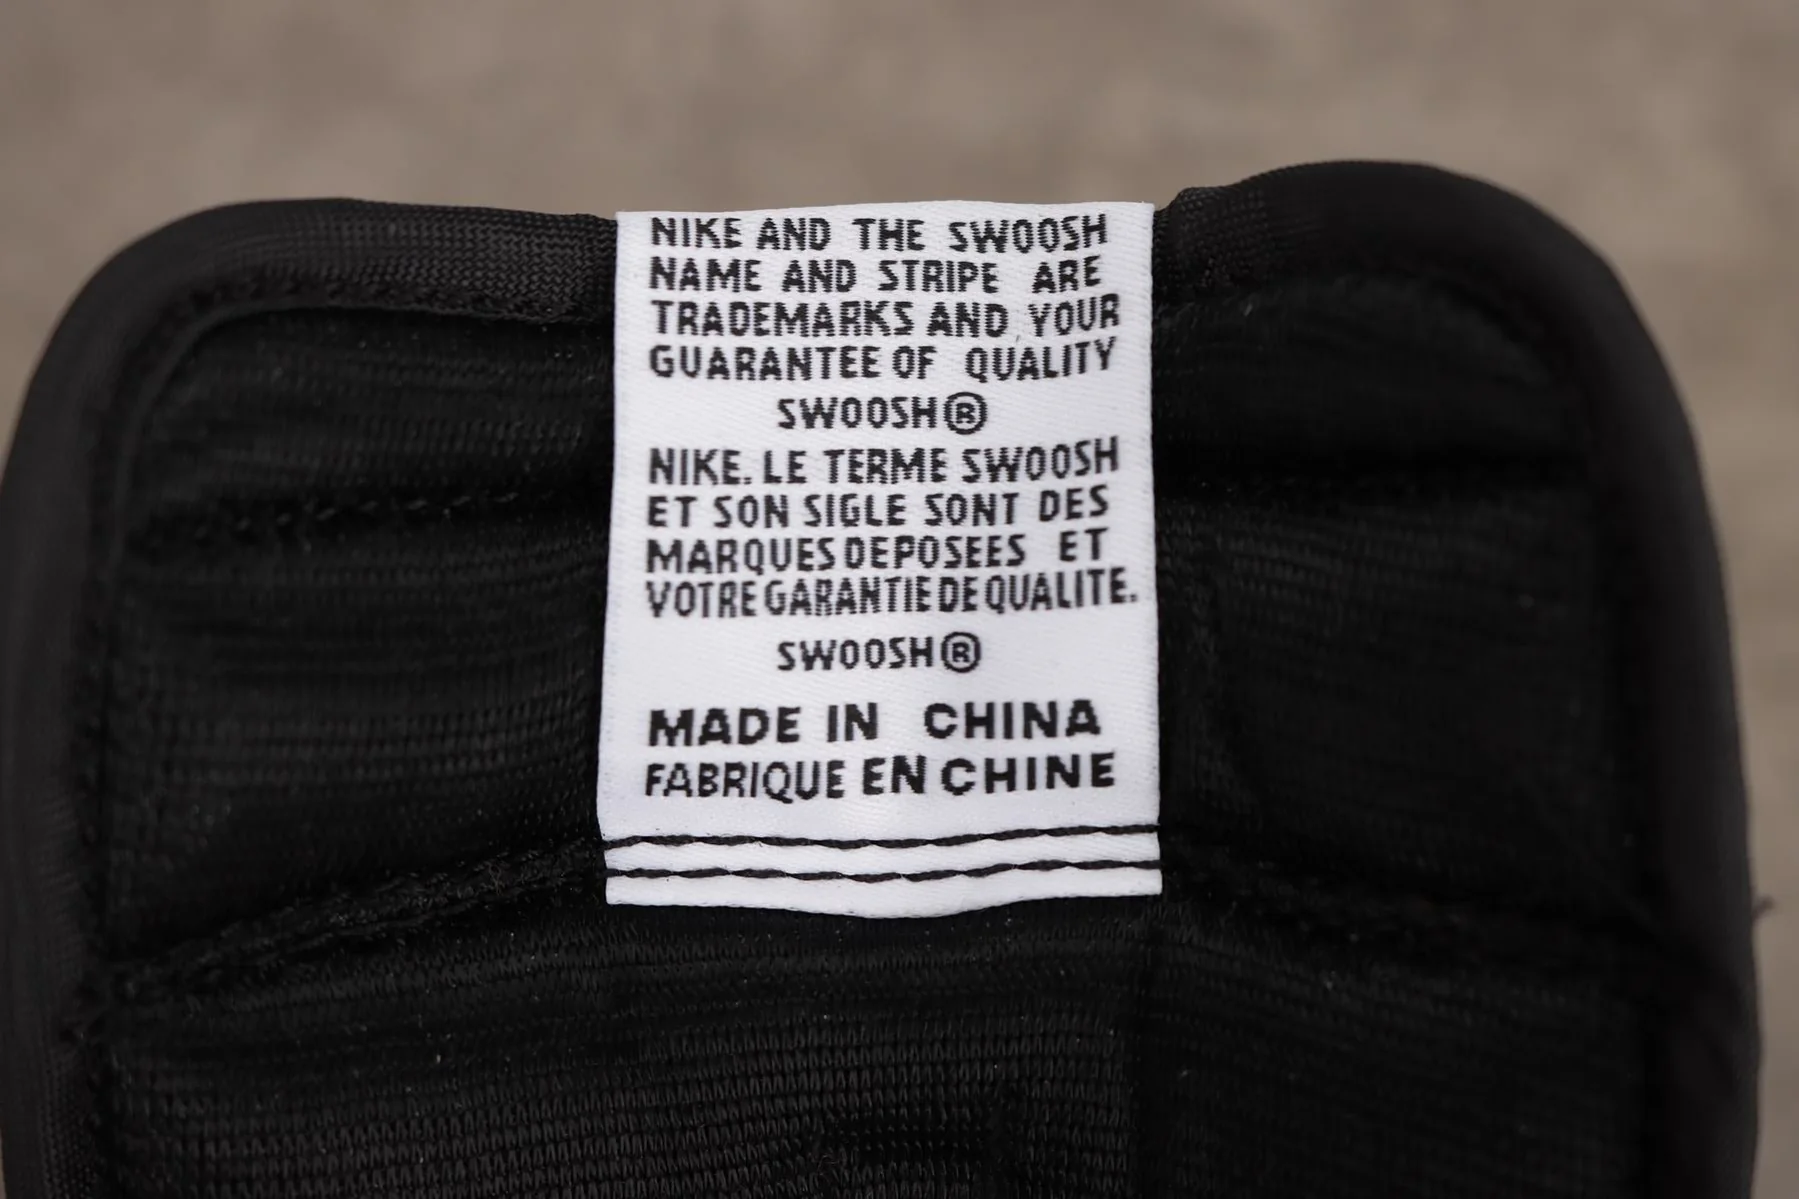 NIKE AND THE SWOOSH
NAME AND STRIPE ARE
TRADEMARKS AND YOUR
GUARANTEE OF QUALITY
SWOOSH®
NIKE. LE TERME SWOOSH
ET SON SIGLE SONT DES
MARQUES DEPOSEES ET
VOTRE GARANTIE DE QUALITE.
SWOOSH®
MADE IN CHINA
FABRIQUE EN CHINE